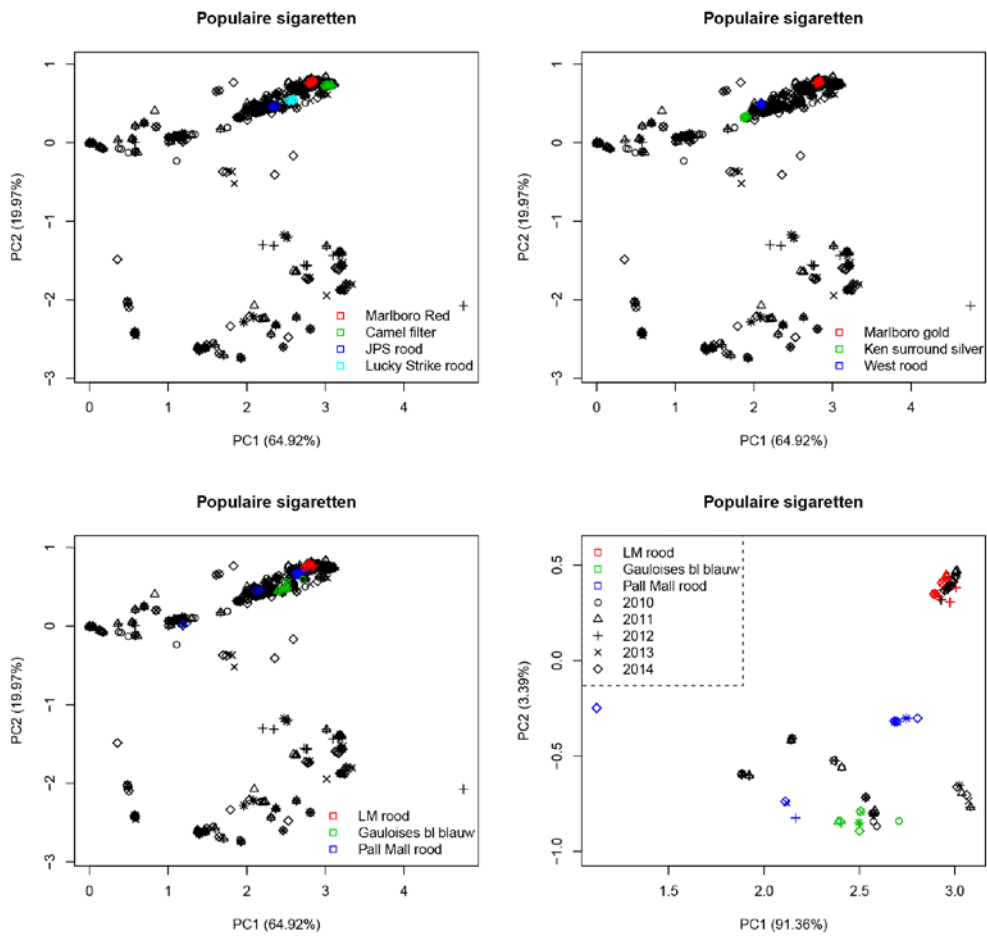 Populaire sigaretten
1
0
−1
−2
−3
PC2 (19.97%)
Marlboro Red
Camel filter
JPS rood
Lucky Strike rood
0 1 2 3 4
PC1 (64.92%)
Populaire sigaretten
1
0
−1
−2
−3
PC2 (19.97%)
Marlboro gold
Ken surround silver
West rood
0 1 2 3 4
PC1 (64.92%)
Populaire sigaretten
1
0
−1
−2
−3
PC2 (19.97%)
LM rood
Gauloises bl blauw
Pall Mall rood
0 1 2 3 4
PC1 (64.92%)
Populaire sigaretten
LM rood
Gauloises bl blauw
Pall Mall rood
2010
2011
2012
2013
2014
0.5
0.0
−0.5
−1.0
PC2 (3.39%)
1.5 2.0 2.5 3.0
PC1 (91.36%)